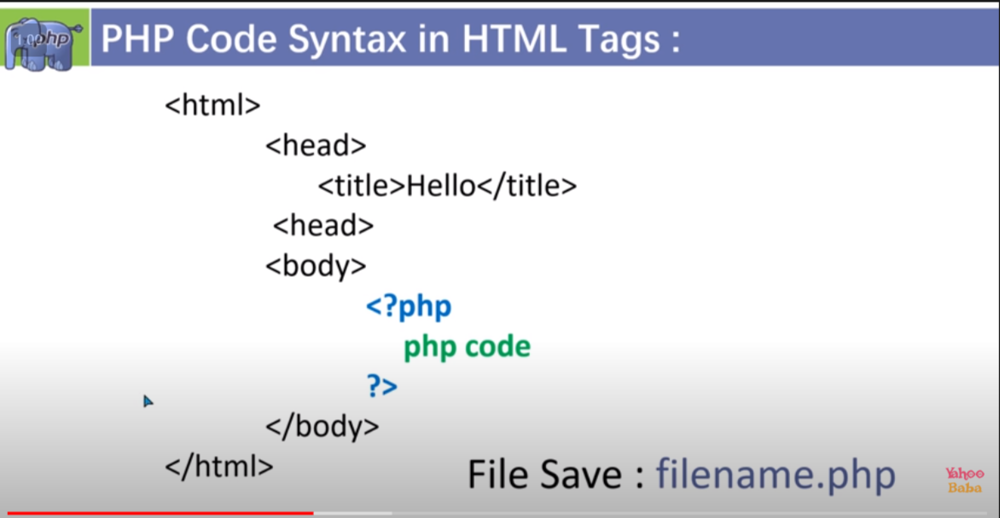 php
PHP Code Syntax in HTML Tags :
<html>
<head>
<title>Hello</title>
<head>
<body>
<?php
php code
?>
</body>
</html>
File Save : filename.php
Yahoo
Baba